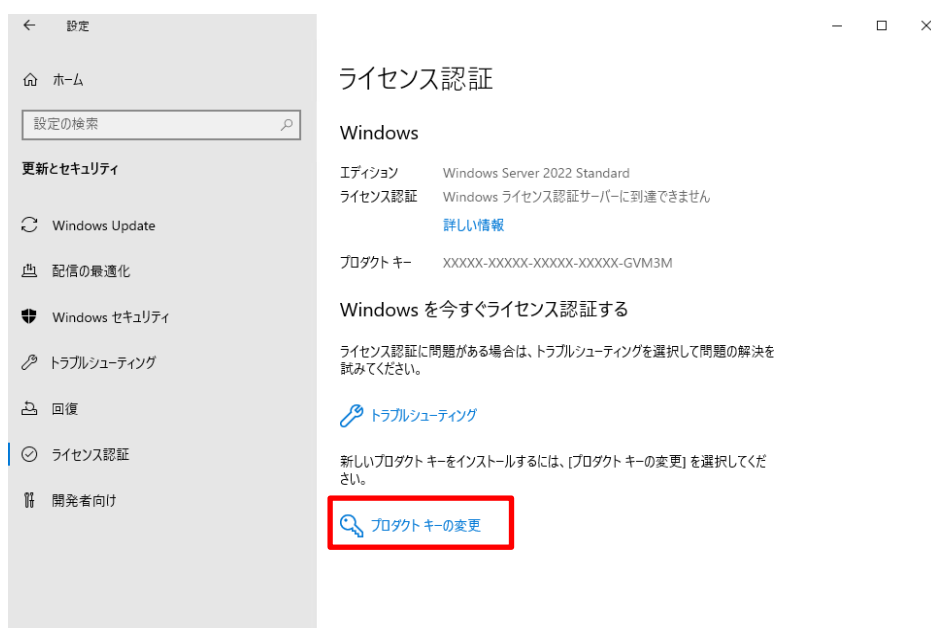 設定
ホーム
設定の検索
更新とセキュリティ
Windows Update
配信の最適化
Windows セキュリティ
トラブルシューティング
回復
ライセンス認証
開発者向け
ライセンス認証
Windows
エディション Windows Server 2022 Standard
ライセンス認証 Windows ライセンス認証サーバーに到達できません
詳しい情報
プロダクト キー XXXXX-XXXXX-XXXXX-XXXXX-GVM3M
Windows を今すぐライセンス認証する
ライセンス認証に問題がある場合は、トラブルシューティングを選択して問題の解決を
試みてください。
トラブルシューティング
新しいプロダクト キーをインストールするには、[プロダクト キーの変更] を選択してくだ
さい。
プロダクト キーの変更